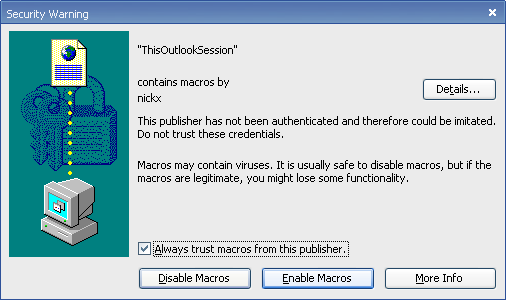 Security Warning
"ThisOutlookSession"
contains macros by
nickx
Details...
This publisher has not been authenticated and therefore could be imitated.
Do not trust these credentials.
Macros may contain viruses. It is usually safe to disable macros, but if the
macros are legitimate, you might lose some functionality.
Always trust macros from this publisher.
Disable Macros
Enable Macros
More Info